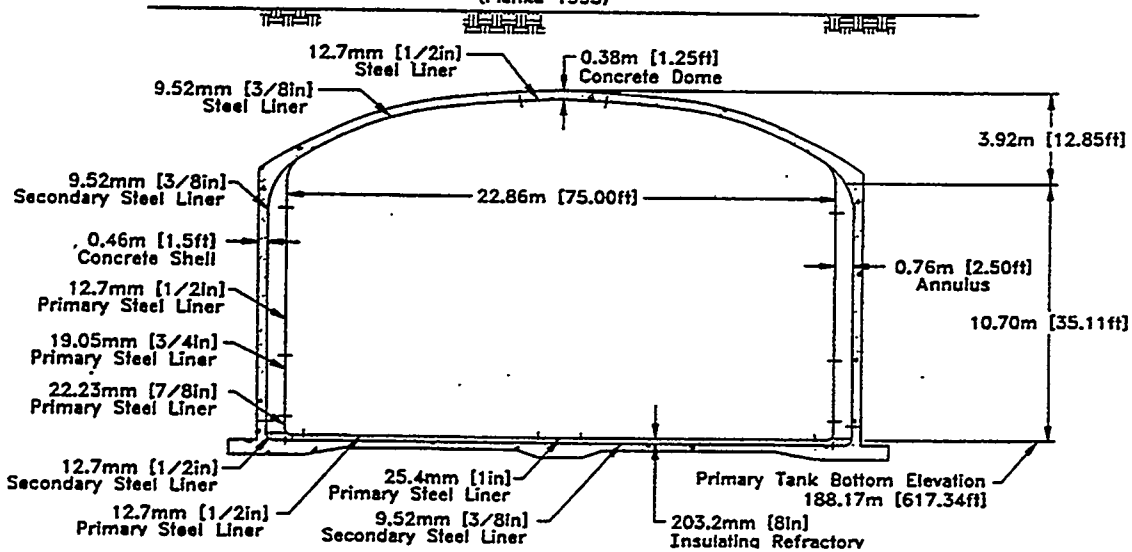 12.7mm [1/2in]
Steel Liner
0.38m [1.25ft]
Concrete Dome
9.52mm [3/8in]
Steel Liner
3.92m [12.85ft]
9.52mm [3/8in]
Secondary Steel Liner
22.86m [75.00ft]
0.46m [1.5ft]
Concrete Shell
0.76m [2.50ft]
Annulus
12.7mm [1/2in]
Primary Steel Liner
10.70m [35.11ft]
19.05mm [3/4in]
Primary Steel Liner
22.23mm [7/8in]
Primary Steel Liner
12.7mm [1/2in]
Secondary Steel Liner
25.4mm [1in]
Primary Steel Liner
Primary Tank Bottom Elevation
188.17m [617.34ft]
12.7mm [1/2in]
Primary Steel Liner
9.52mm [3/8in]
Secondary Steel Liner
203.2mm [8in]
Insulating Refractory